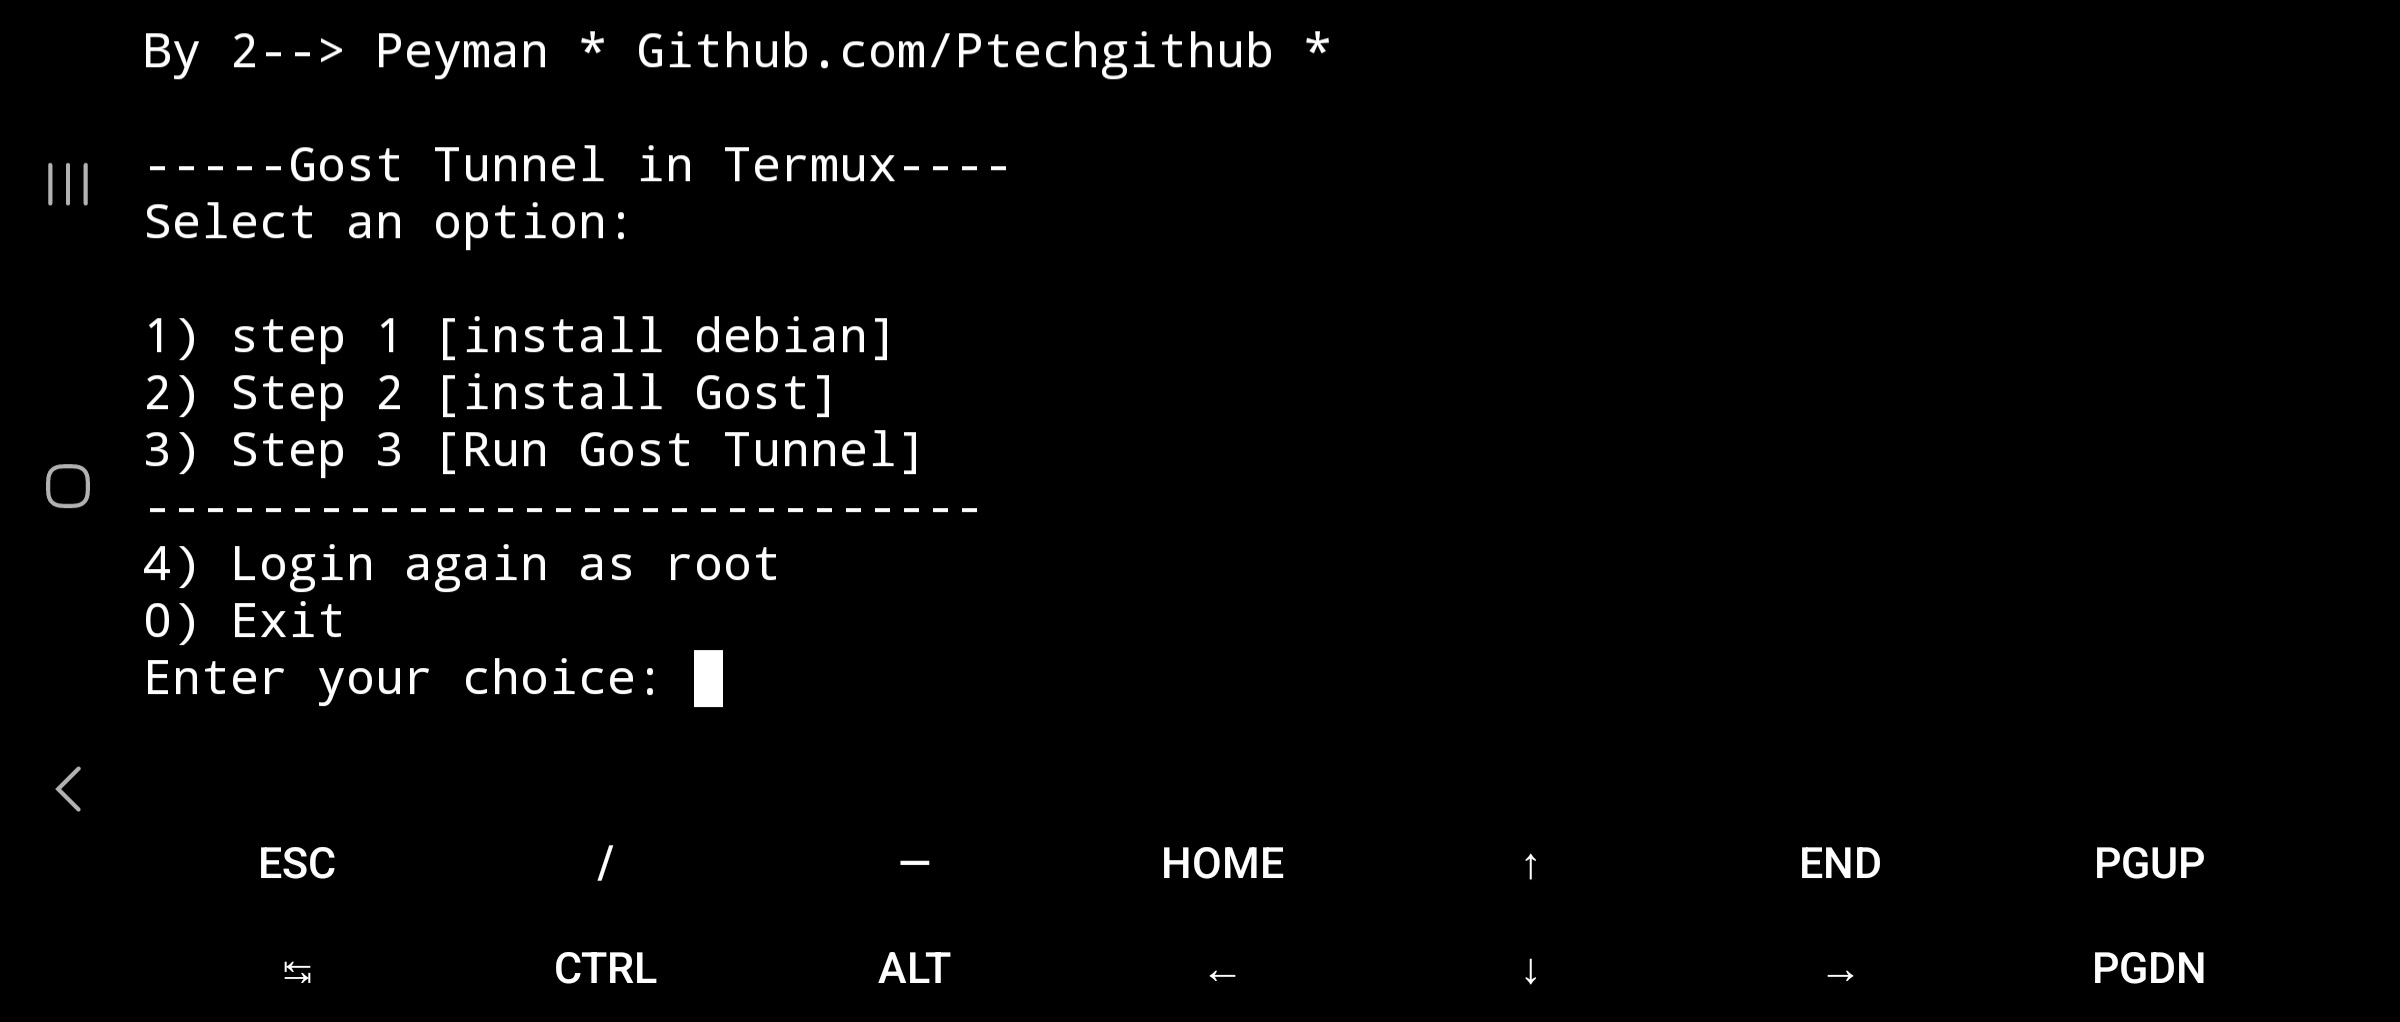 By 2--> Peyman * Github.com/Ptechgithub *
-----Gost Tunnel in Termux----
Select an option:
1) step 1 [install debian]
2) Step 2 [install Gost]
3) Step 3 [Run Gost Tunnel]
-----------------------------
4) Login again as root
0) Exit
Enter your choice:
ESC / — HOME ↑ END PGUP
↹ CTRL ALT ← ↓ → PGDN